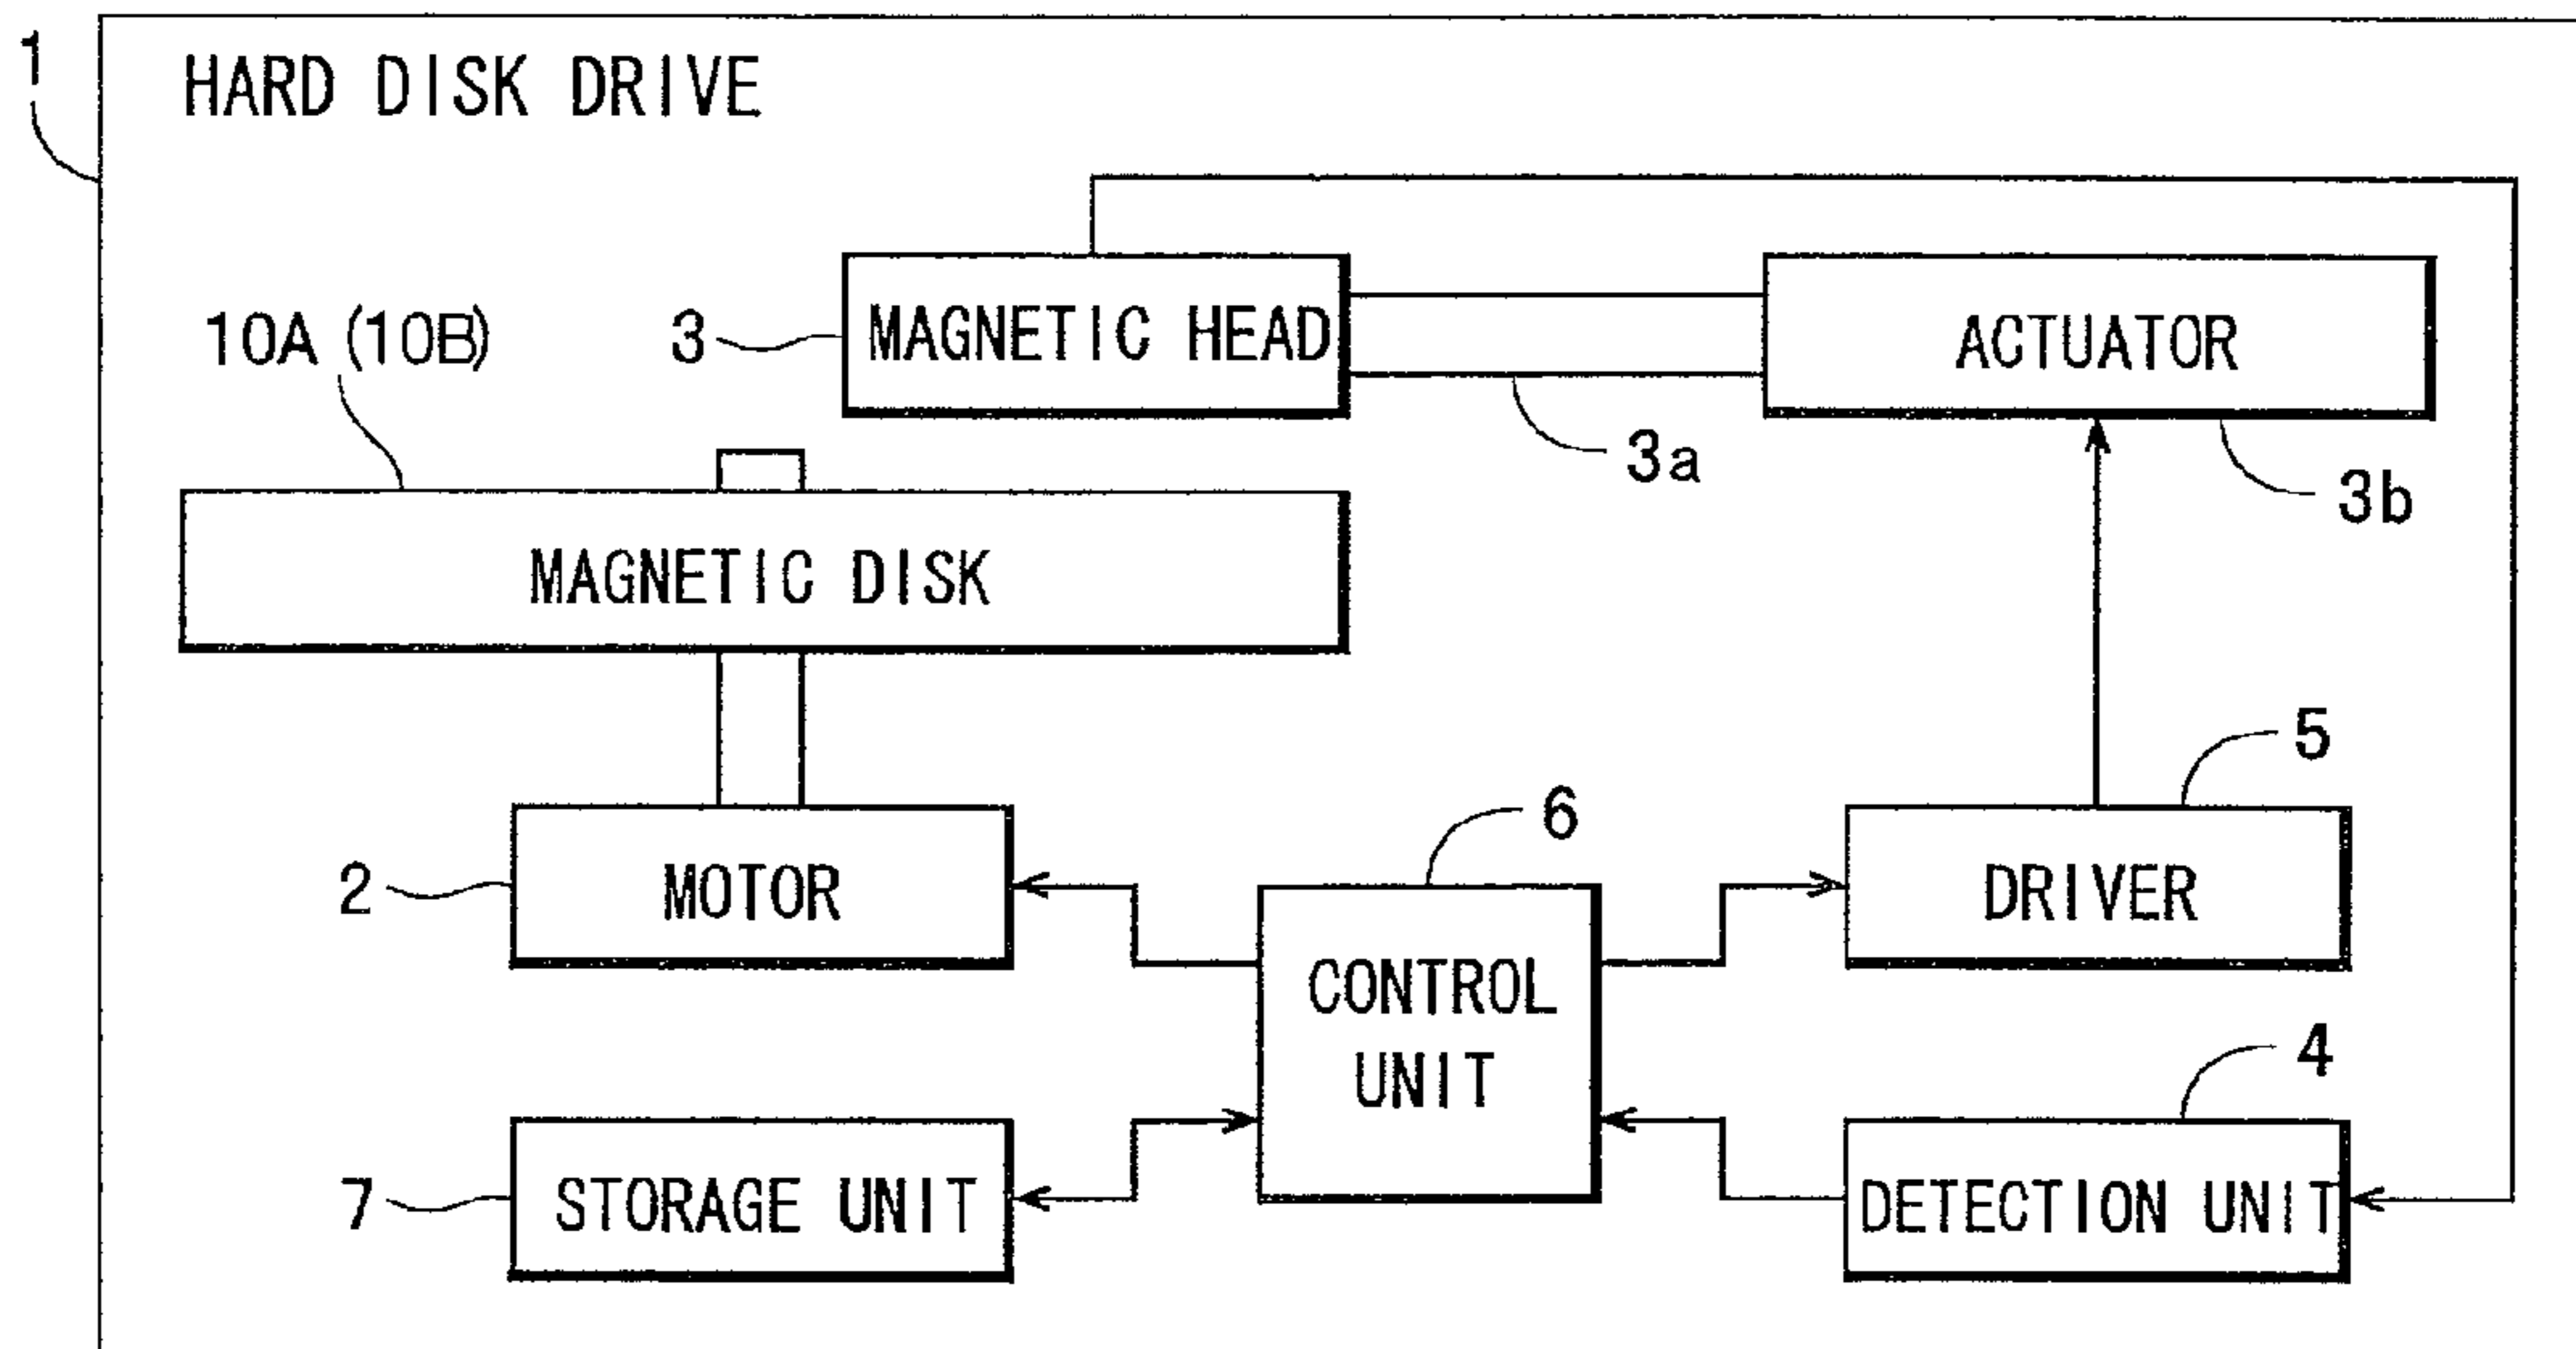 1
HARD DISK DRIVE
10A (10B)
3
MAGNETIC HEAD
ACTUATOR
3a
3b
MAGNETIC DISK
5
6
2
MOTOR
DRIVER
CONTROL
UNIT
4
7
STORAGE UNIT
DETECTION UNIT